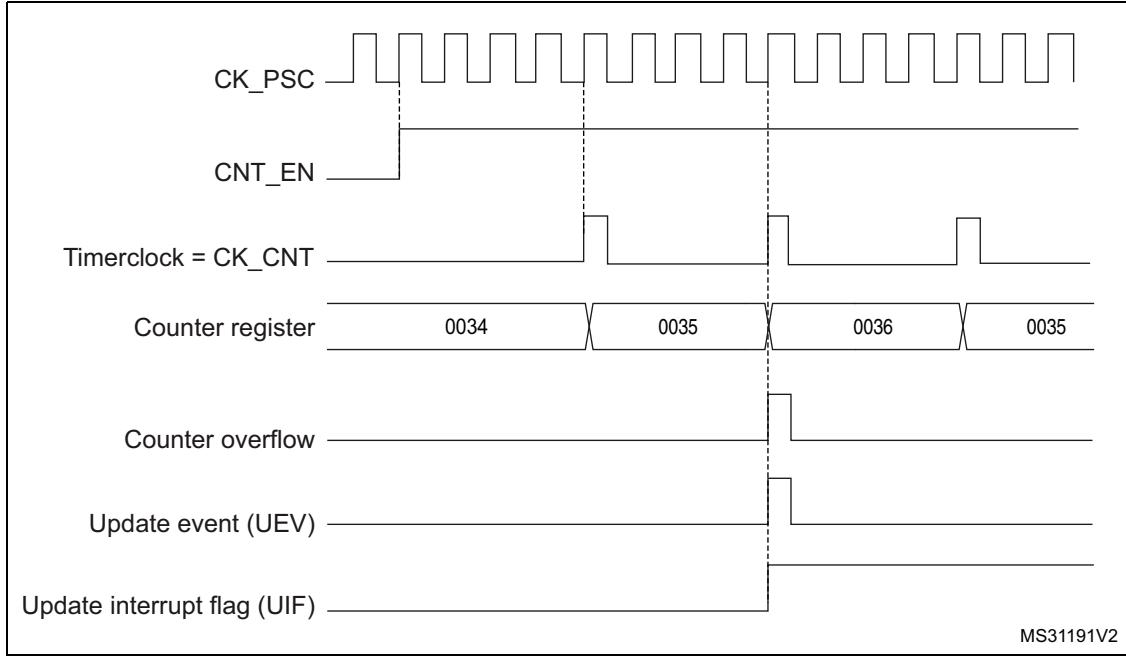 CK_PSC
CNT_EN
Timerclock = CK_CNT
Counter register 0034 0035 0036 0035
Counter overflow
Update event (UEV)
Update interrupt flag (UIF)
MS31191V2